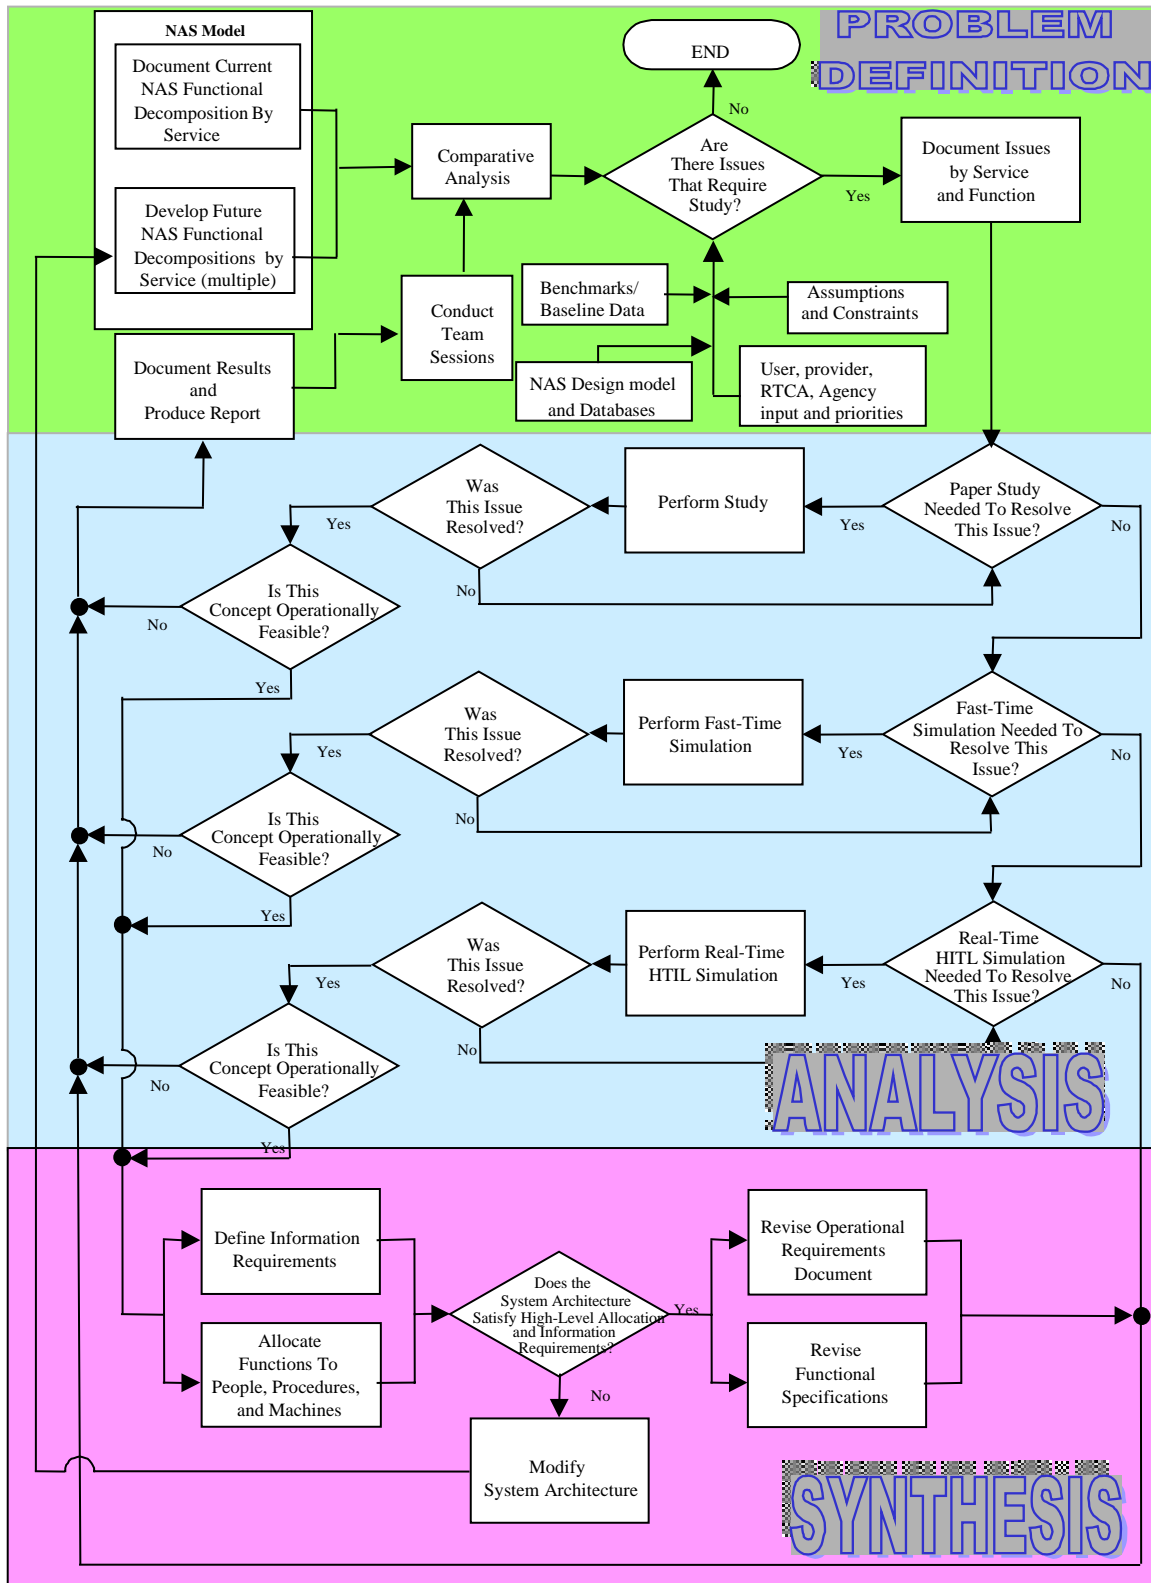 PROBLEM
DEFINITION
NAS Model
Document Current
NAS Functional
Decomposition By
Service
Develop Future
NAS Functional
Decompositions by
Service (multiple)
END
No
Comparative
Analysis
Are
There Issues
That Require
Study?
Yes
Document Issues
by Service
and Function
Conduct
Team
Sessions
Benchmarks/
Baseline Data
Assumptions
and Constraints
NAS Design model
and Databases
User, provider,
RTCA, Agency
input and priorities
Document Results
and
Produce Report
Was
This Issue
Resolved?
Perform Study
Paper Study
Needed To Resolve
This Issue?
Yes
Yes
No
No
Is This
Concept Operationally
Feasible?
No
Yes
Was
This Issue
Resolved?
Perform Fast-Time
Simulation
Fast-Time
Simulation Needed To
Resolve This
Issue?
Yes
Yes
No
No
Is This
Concept Operationally
Feasible?
No
Yes
Was
This Issue
Resolved?
Perform Real-Time
HTIL Simulation
Real-Time
HITL Simulation
Needed To Resolve
This Issue?
Yes
Yes
No
No
Is This
Concept Operationally
Feasible?
No
Yes
ANALYSIS
Define Information
Requirements
Allocate
Functions To
People, Procedures,
and Machines
Does the
System Architecture
Satisfy High-Level Allocation
and Information
Requirements?
Yes
No
Revise Operational
Requirements
Document
Revise
Functional
Specifications
Modify
System Architecture
SYNTHESIS